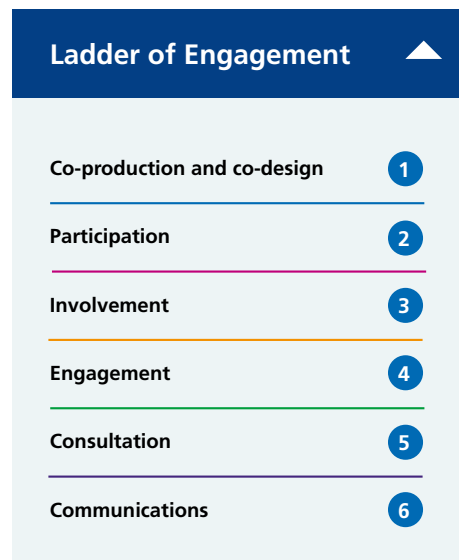 Ladder of Engagement
Co-production and co-design 1
Participation 2
Involvement 3
Engagement 4
Consultation 5
Communications 6